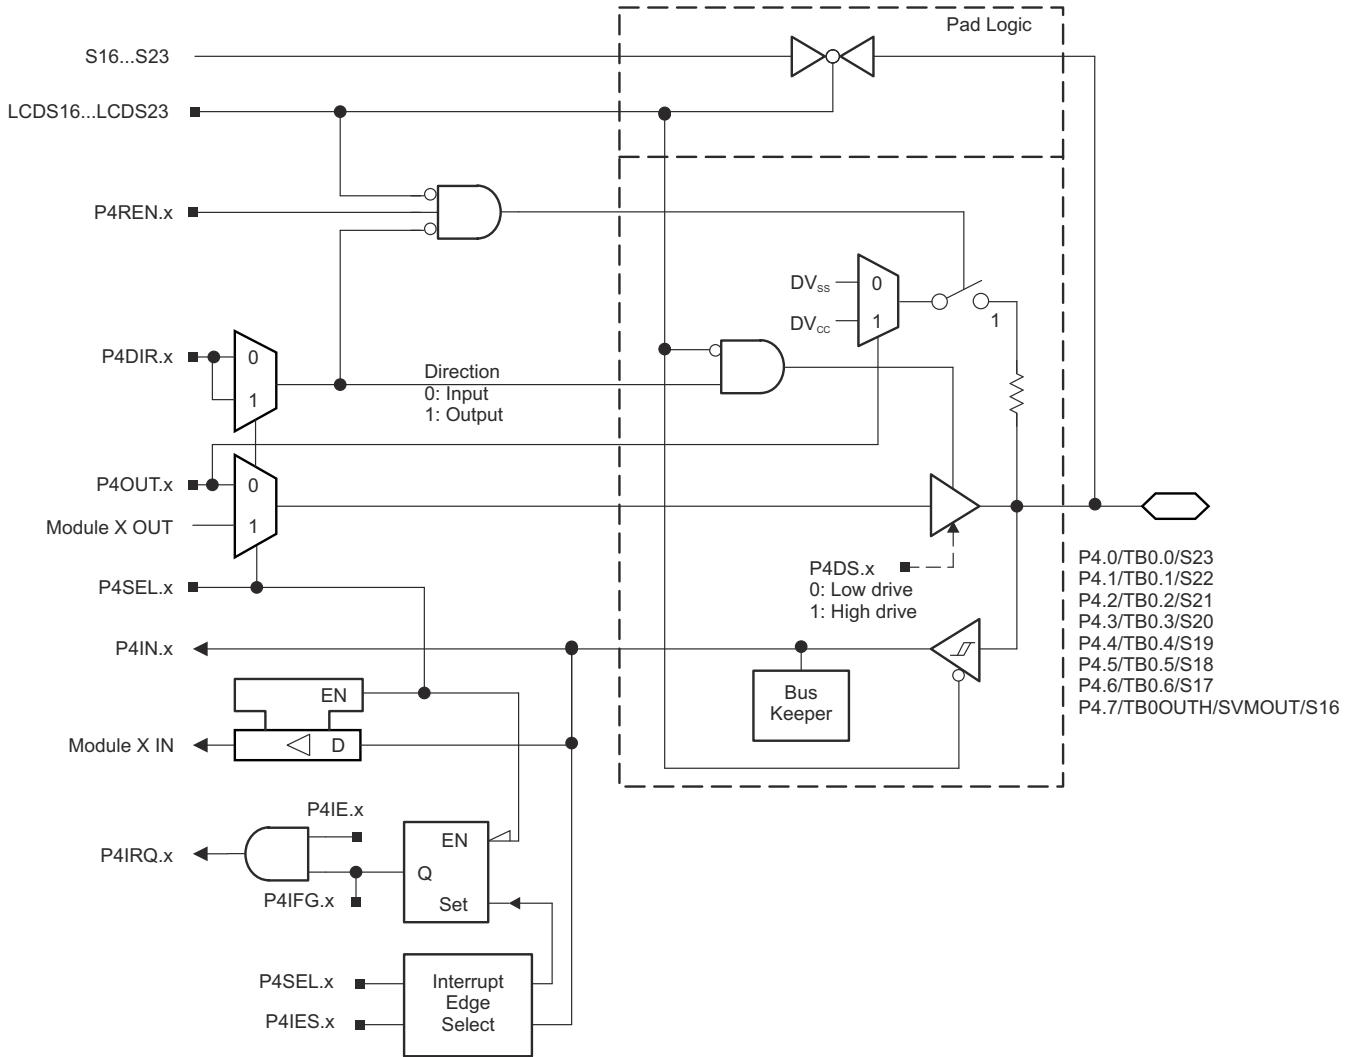 Pad Logic
S16...S23
LCDS16...LCDS23
P4REN.x
DVSS
0
DVCC
1
1
P4DIR.x
0
1
Direction
0: Input
1: Output
P4OUT.x
0
Module X OUT
1
P4DS.x
0: Low drive
1: High drive
P4.0/TB0.0/S23
P4.1/TB0.1/S22
P4.2/TB0.2/S21
P4.3/TB0.3/S20
P4.4/TB0.4/S19
P4.5/TB0.5/S18
P4.6/TB0.6/S17
P4.7/TB0OUTH/SVMOUT/S16
P4SEL.x
P4IN.x
Bus
Keeper
EN
Module X IN
D
P4IE.x
P4IRQ.x
P4IFG.x
EN
Q
Set
P4SEL.x
P4IES.x
Interrupt
Edge
Select